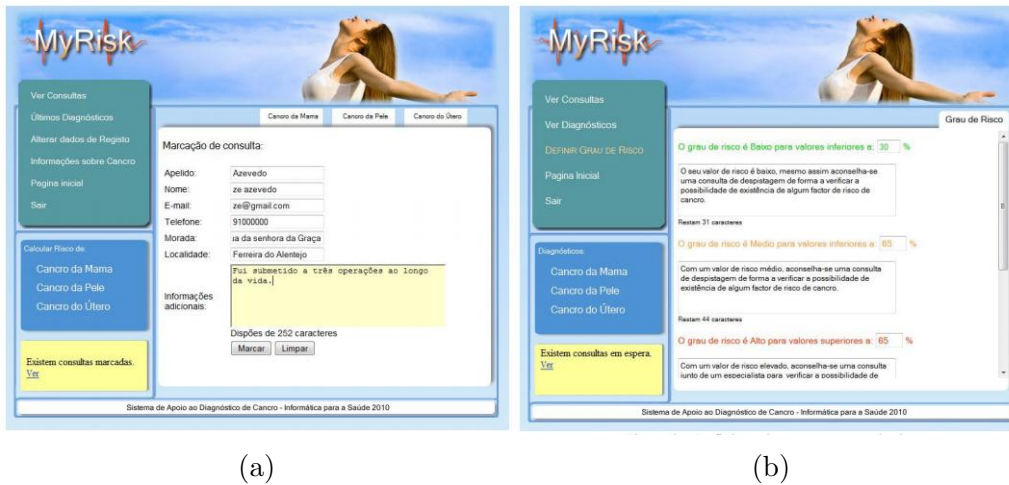 MyRisk
Ver Consultas
Últimos Diagnósticos
Alterar dados de Registo
Informações sobre Cancro
Pagina inicial
Sair
Calcular Risco de:
Cancro da Mama
Cancro da Pele
Cancro do Útero
Existem consultas marcadas.
Ver
Cancro da Mama Cancro da Pele Cancro do Útero
Marcação de consulta:
Apelido: Azevedo
Nome: ze azevedo
E-mail: ze@gmail.com
Telefone: 91000000
Morada: ua da senhora da Graça
Localidade: Ferreira do Alentejo
Informações adicionais:
Fui submetido a três operações ao longo
da vida.
Dispões de 252 caracteres
Marcar Limpar
Sistema de Apoio ao Diagnóstico de Cancro - Informática para a Saúde 2010
(a)
MyRisk
Ver Consultas
Ver Diagnósticos
DEFINIR GRAU DE RISCO
Pagina Inicial
Sair
Diagnósticos:
Cancro da Mama
Cancro da Pele
Cancro do Útero
Existem consultas em espera.
Ver
Grau de Risco
O grau de risco é Baixo para valores inferiores a: 30 %
O seu valor de risco é baixo, mesmo assim aconselha-se
uma consulta de despistagem de forma a verificar a
possibilidade de existência de algum factor de risco de
cancro.
Restam 31 caracteres
O grau de risco é Medio para valores inferiores a: 65 %
Com um valor de risco médio, aconselha-se uma consulta
de despistagem de forma a verificar a possibilidade de
existência de algum factor de risco de cancro.
Restam 44 caracteres
O grau de risco é Alto para valores superiores a: 65 %
Com um valor de risco elevado, aconselha-se uma consulta
junto de um especialista para verificar a possibilidade de
Sistema de Apoio ao Diagnóstico de Cancro - Informática para a Saúde 2010
(b)